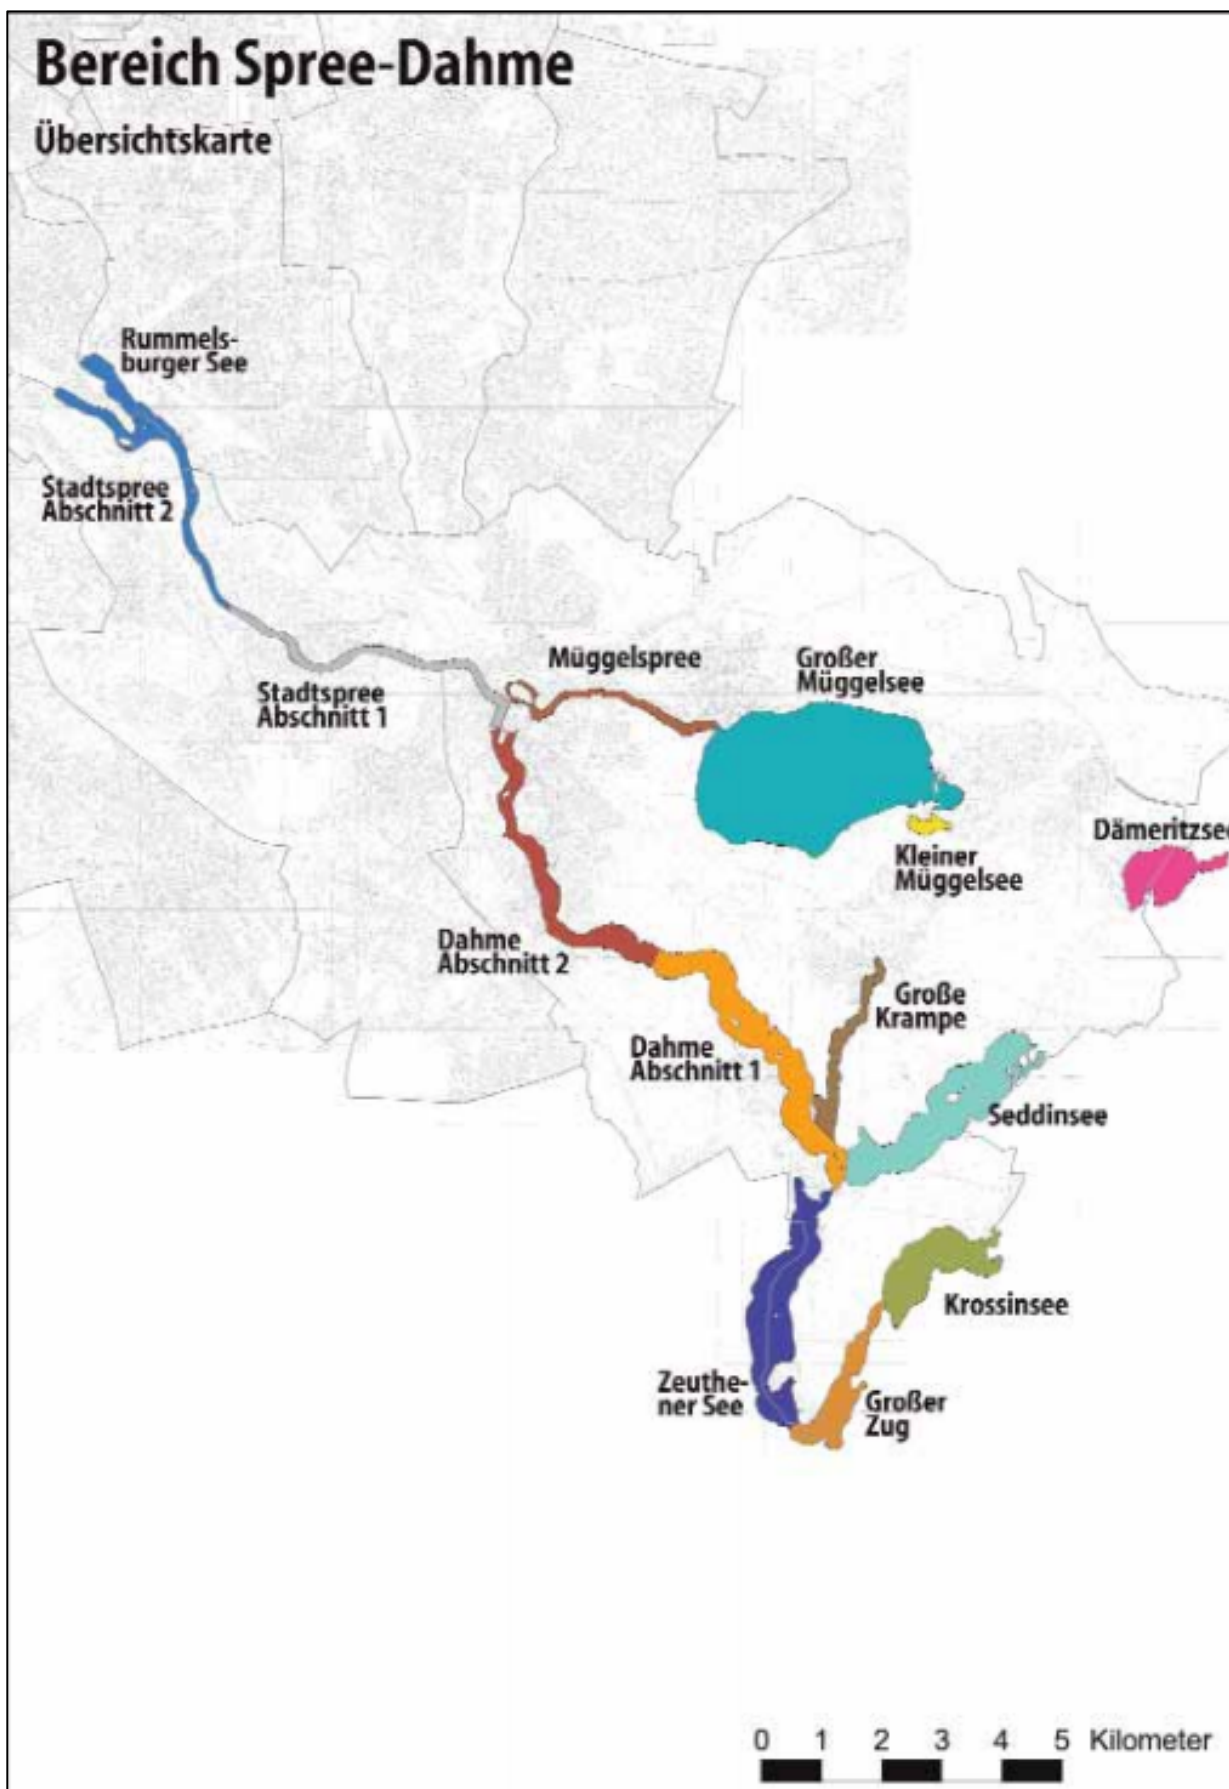 Bereich Spree-Dahme
Übersichtskarte
Rummels-
burger See
Stadtspree
Abschnitt 2
Stadtspree
Abschnitt 1
Müggelspree
Großer
Müggelsee
Kleiner
Müggelsee
Dämeritzsee
Dahme
Abschnitt 2
Große
Krampe
Dahme
Abschnitt 1
Seddinsee
Krossinsee
Zeuthe-
ner See
Großer
Zug
0 1 2 3 4 5 Kilometer